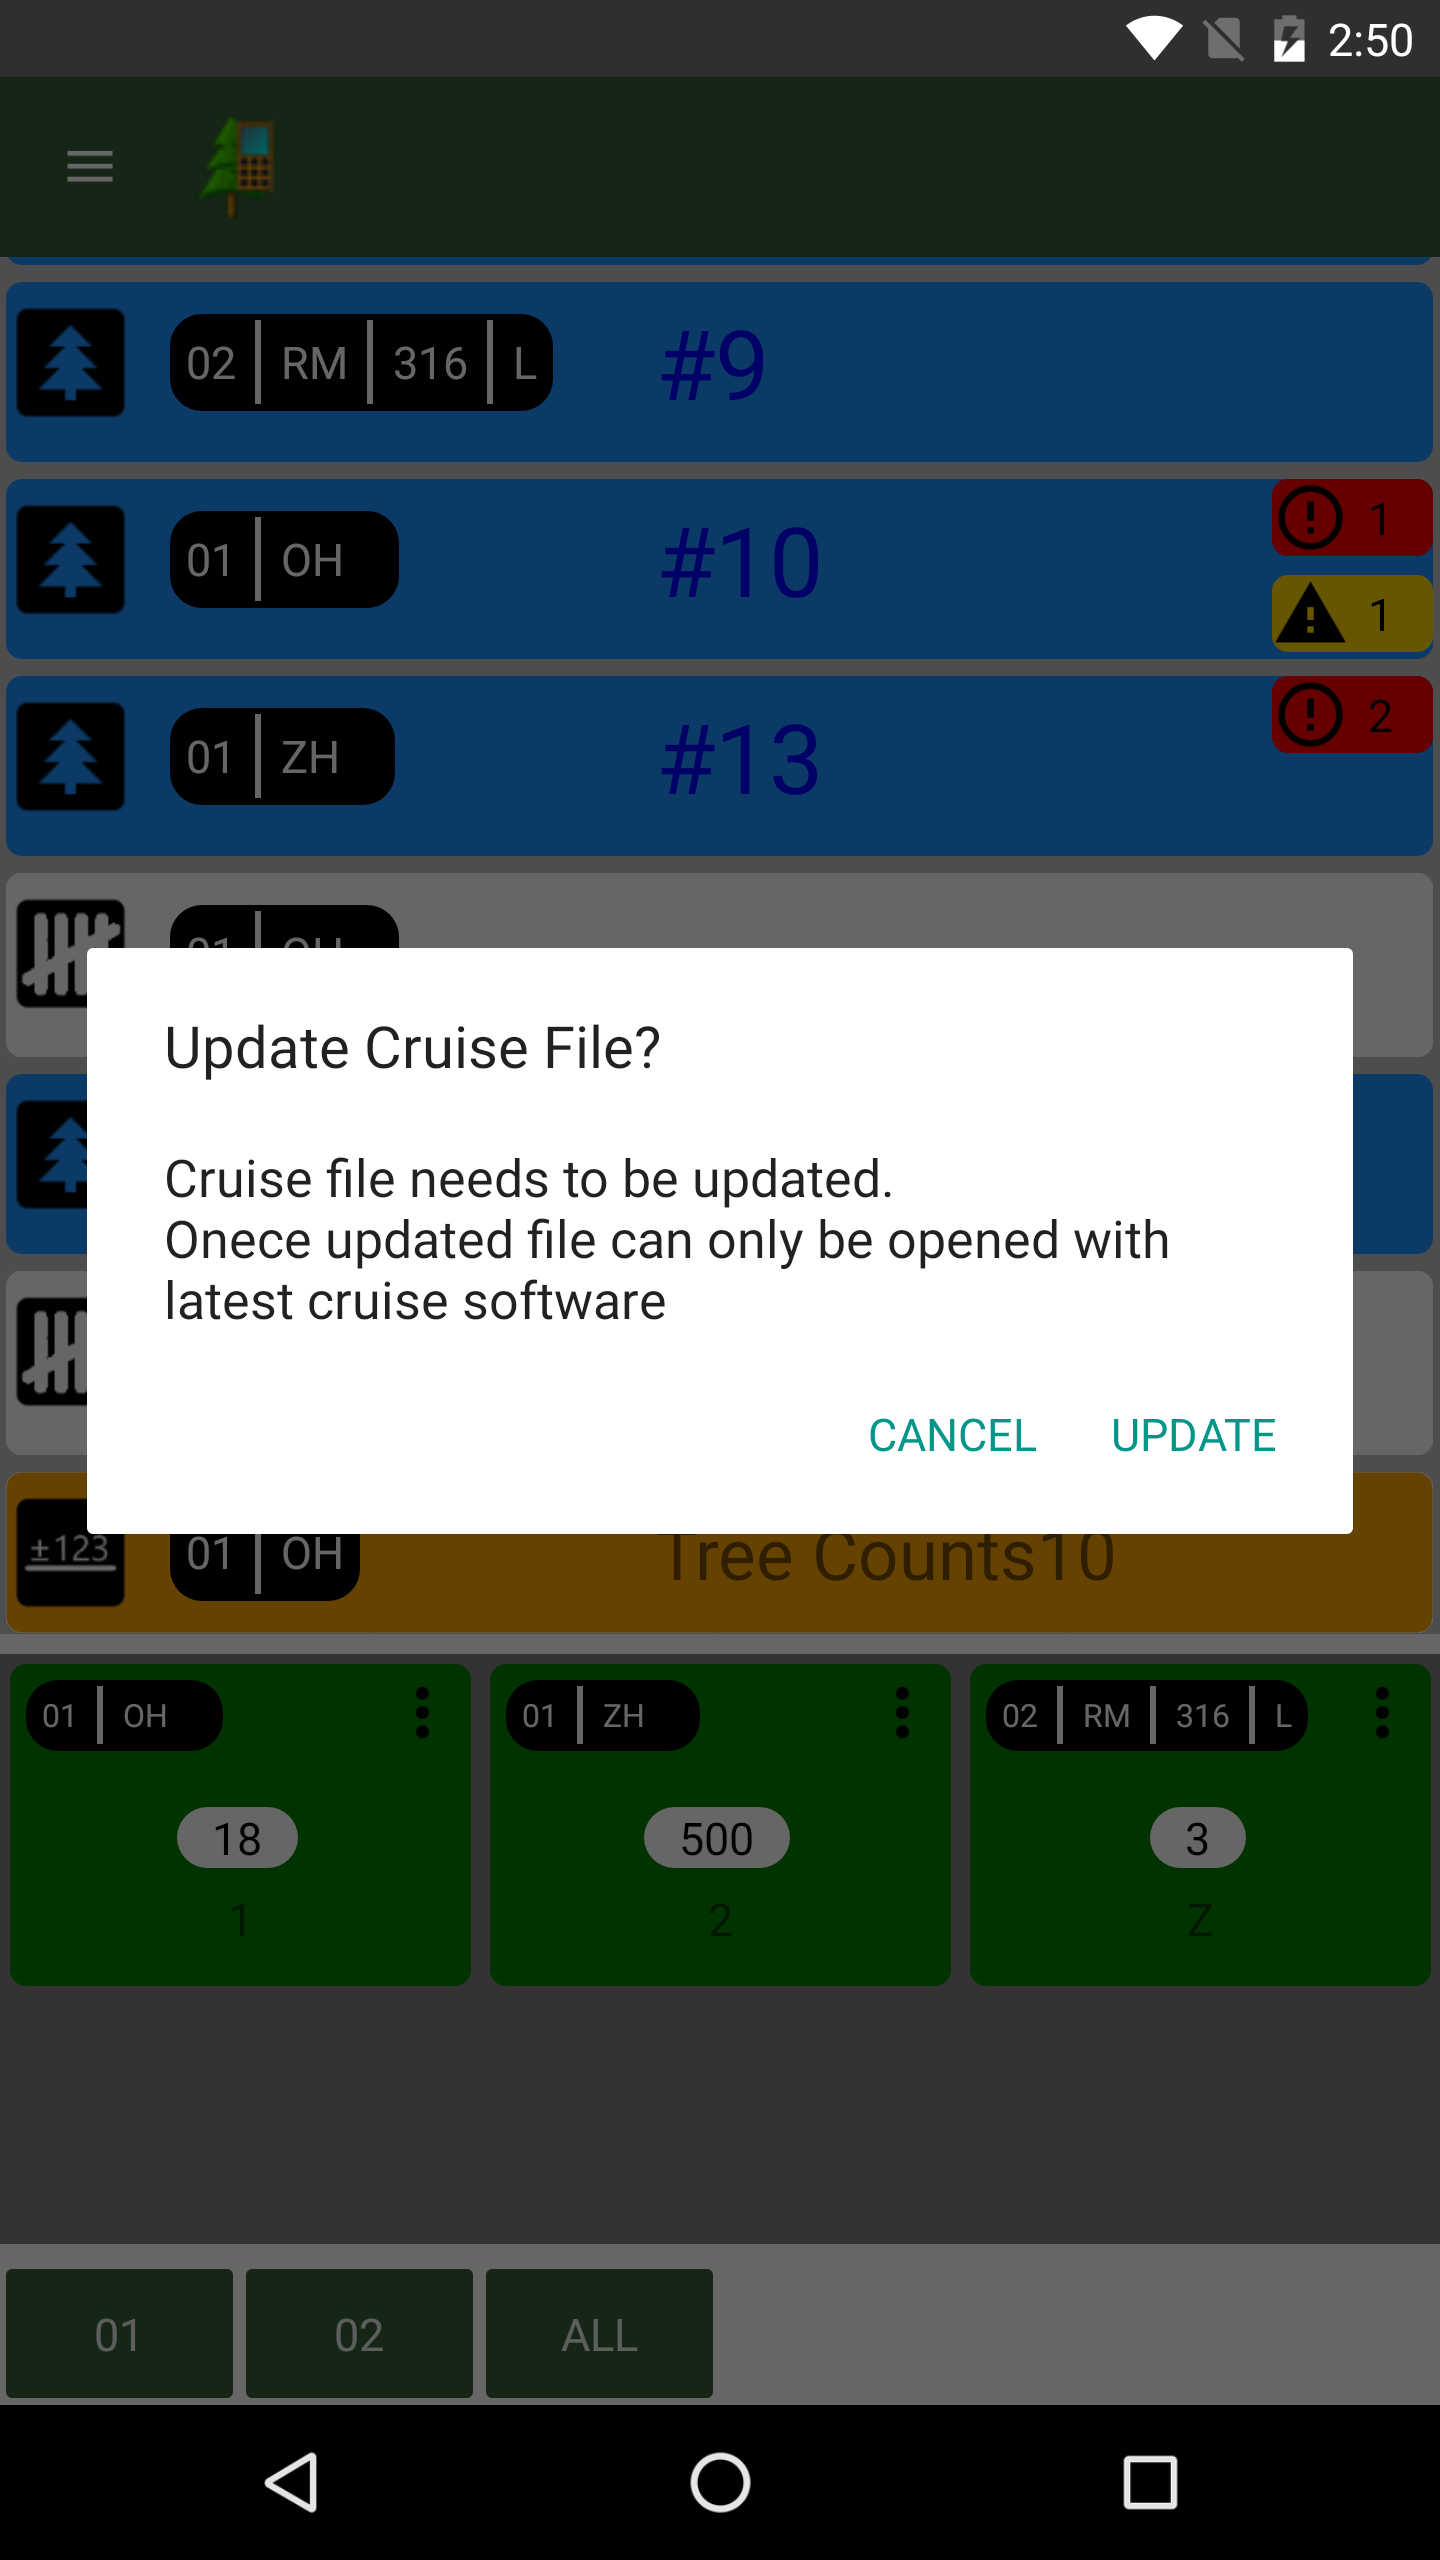 2:50
02 RM 316 L #9
01 OH #10 1
1
01 ZH #13 2
01 OH
Update Cruise File?
Cruise file needs to be updated.
Onece updated file can only be opened with
latest cruise software
CANCEL UPDATE
±123 01 OH Tree Counts10
01 OH 01 ZH 02 RM 316 L
18 500 3
1 2 Z
01 02 ALL